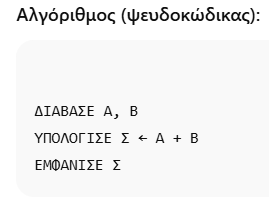 Αλγόριθμος (ψευδοκώδικας):
ΔΙΑΒΑΣΕ Α, Β
ΥΠΟΛΟΓΙΣΕ Σ ← Α + Β
ΕΜΦΑΝΙΣΕ Σ